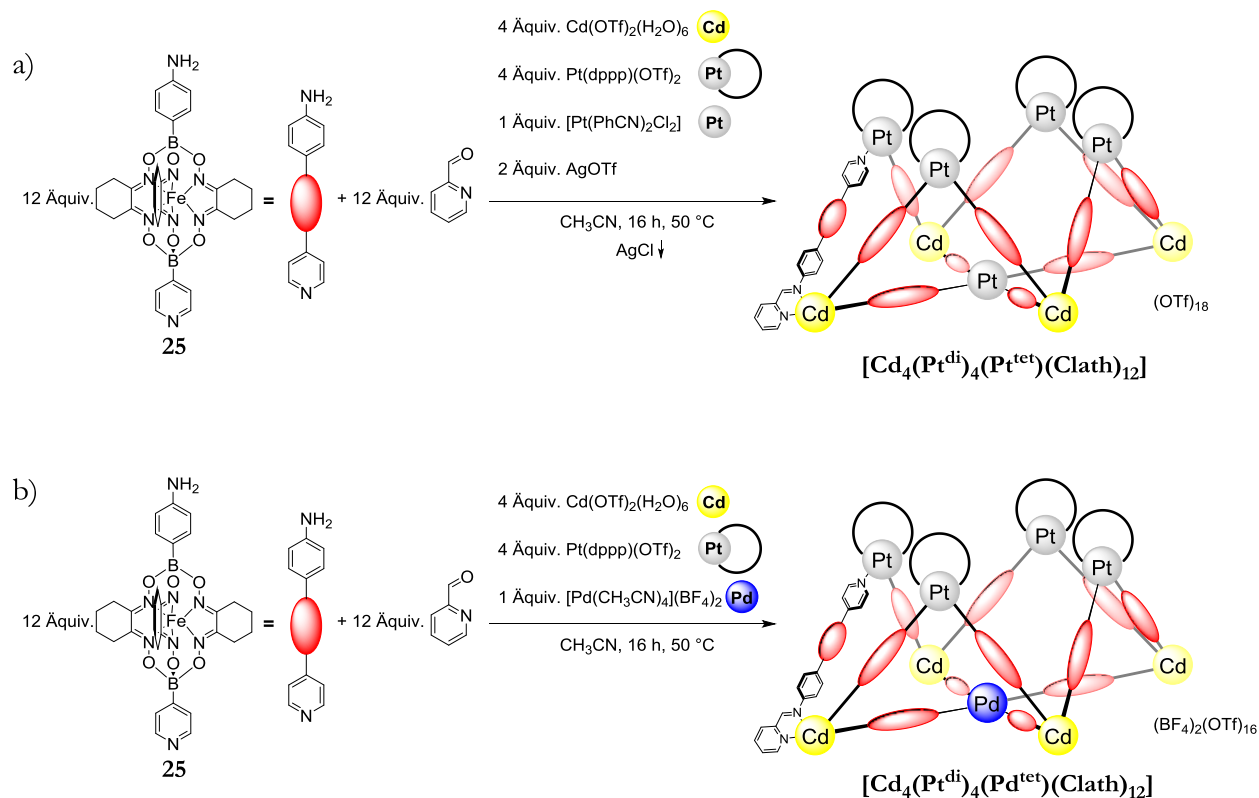 a)
NH2
B
O O O
N N N
Fe
N N N
O O O
B
N
25
12 Äquiv.
=
NH2
N
+ 12 Äquiv.
O
N
4 Äquiv. Cd(OTf)2(H2O)6 Cd
4 Äquiv. Pt(dppp)(OTf)2 Pt
1 Äquiv. [Pt(PhCN)2Cl2] Pt
2 Äquiv. AgOTf
CH3CN, 16 h, 50 °C
AgCl
Pt Pt Pt Pt
N
Cd Cd
Pt
N
N
Cd Cd
(OTf)18
[Cd4(Ptdi)4(Pttet)(Clath)12]
b)
NH2
B
O O O
N N N
Fe
N N N
O O O
B
N
25
12 Äquiv.
=
NH2
N
+ 12 Äquiv.
O
N
4 Äquiv. Cd(OTf)2(H2O)6 Cd
4 Äquiv. Pt(dppp)(OTf)2 Pt
1 Äquiv. [Pd(CH3CN)4](BF4)2 Pd
CH3CN, 16 h, 50 °C
Pt Pt Pt Pt
N
Cd Cd
Pd
N
N
Cd Cd
(BF4)2(OTf)16
[Cd4(Ptdi)4(Pdtet)(Clath)12]